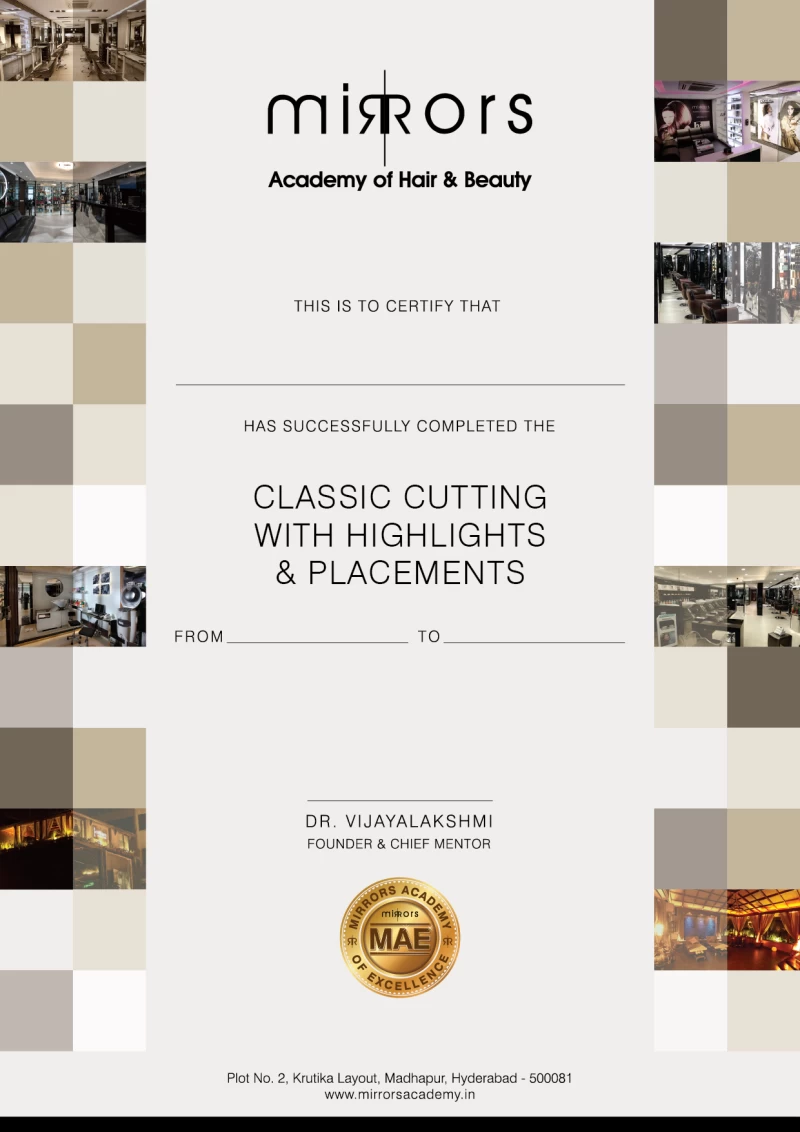 mirrors
Academy of Hair & Beauty
THIS IS TO CERTIFY THAT
HAS SUCCESSFULLY COMPLETED THE
CLASSIC CUTTING
WITH HIGHLIGHTS
& PLACEMENTS
FROM TO
DR. VIJAYALAKSHMI
FOUNDER & CHIEF MENTOR
MIRRORS ACADEMY
mirrors
MAE
OF EXCELLENCE
Plot No. 2, Krutika Layout, Madhapur, Hyderabad - 500081
www.mirrorsacademy.in